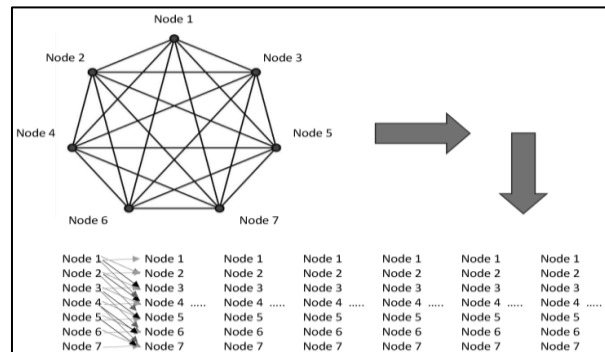 Node 1
Node 2 Node 3
Node 4 Node 5
Node 6 Node 7
Node 1 Node 1 Node 1 Node 1 Node 1 Node 1 Node 1
Node 2 Node 2 Node 2 Node 2 Node 2 Node 2 Node 2
Node 3 Node 3 Node 3 Node 3 Node 3 Node 3 Node 3
Node 4 Node 4 ..... Node 4 ..... Node 4 ..... Node 4 ..... Node 4 ..... Node 4
Node 5 Node 5 Node 5 Node 5 Node 5 Node 5 Node 5
Node 6 Node 6 Node 6 Node 6 Node 6 Node 6 Node 6
Node 7 Node 7 Node 7 Node 7 Node 7 Node 7 Node 7